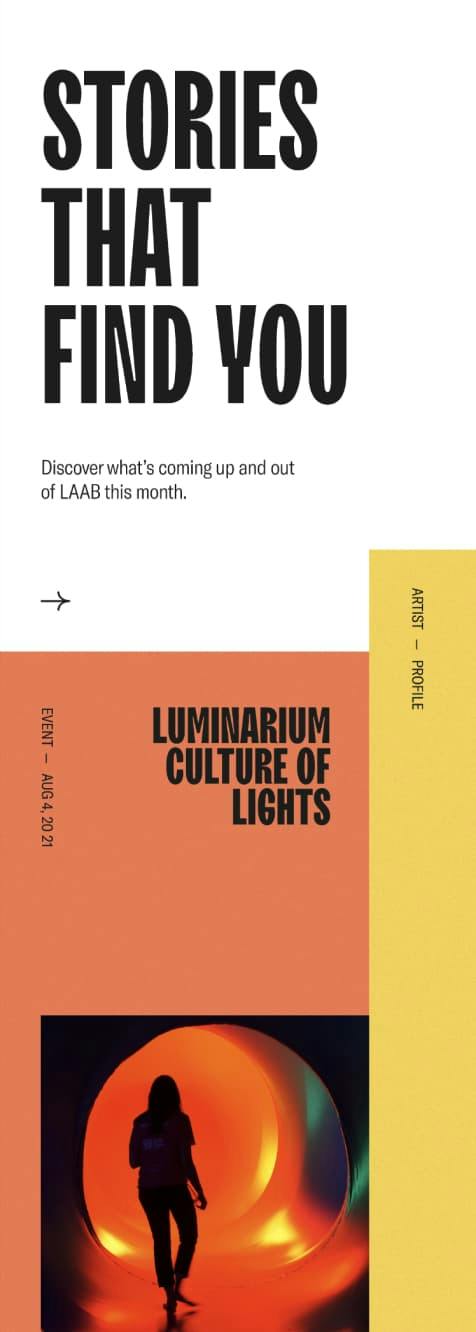 STORIES
THAT
FIND YOU
Discover what's coming up and out
of LAAB this month.
ARTIST — PROFILE
EVENT — AUG 4, 20 21
LUMINARIUM
CULTURE OF
LIGHTS